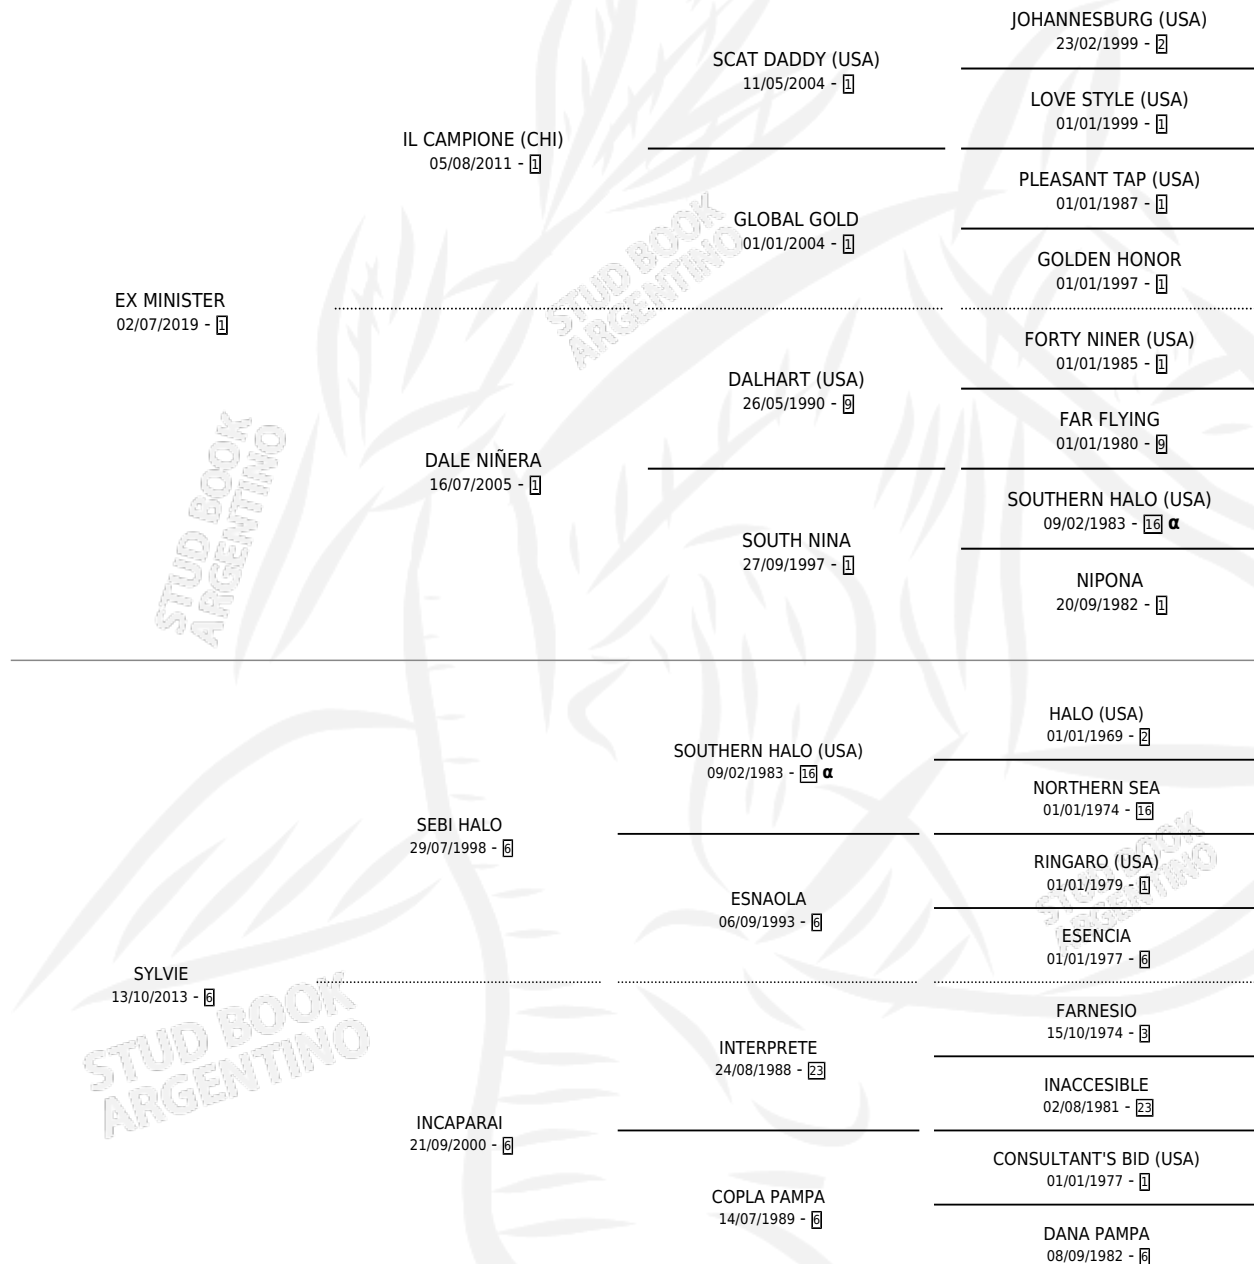 JOHANNESBURG (USA)
23/02/1999 - 2
SCAT DADDY (USA)
11/05/2004 - 1
LOVE STYLE (USA)
01/01/1999 - 1
IL CAMPIONE (CHI)
05/08/2011 - 1
PLEASANT TAP (USA)
01/01/1987 - 1
GLOBAL GOLD
01/01/2004 - 1
GOLDEN HONOR
01/01/1997 - 1
STUD BOOK
ARGENTINO
EX MINISTER
02/07/2019 - 1
FORTY NINER (USA)
01/01/1985 - 1
DALHART (USA)
26/05/1990 - 9
FAR FLYING
01/01/1980 - 9
DALE NIÑERA
16/07/2005 - 1
SOUTHERN HALO (USA)
09/02/1983 - 16 α
SOUTH NINA
27/09/1997 - 1
NIPONA
20/09/1982 - 1
STUD BOOK
ARGENTINO
HALO (USA)
01/01/1969 - 2
SOUTHERN HALO (USA)
09/02/1983 - 16 α
NORTHERN SEA
01/01/1974 - 16
SEBI HALO
29/07/1998 - 6
RINGARO (USA)
01/01/1979 - 1
ESNAOLA
06/09/1993 - 6
ESENCIA
01/01/1977 - 6
STUD BOOK
ARGENTINO
SYLVIE
13/10/2013 - 6
FARNESIO
15/10/1974 - 3
INTERPRETE
24/08/1988 - 23
INACCESIBLE
02/08/1981 - 23
INCAPARAI
21/09/2000 - 6
CONSULTANT'S BID (USA)
01/01/1977 - 1
COPLA PAMPA
14/07/1989 - 6
DANA PAMPA
08/09/1982 - 6
STUD BOOK
ARGENTINO